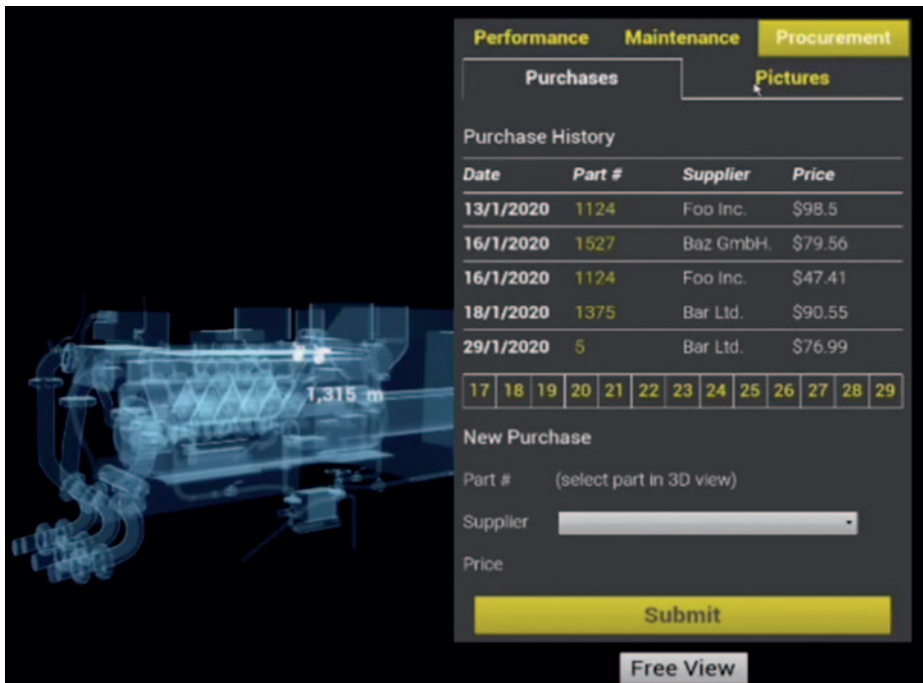 Performance Maintenance Procurement
Purchases Pictures
Purchase History
Date Part # Supplier Price
13/1/2020 1124 Foo Inc. $98.5
16/1/2020 1527 Baz GmbH. $79.56
16/1/2020 1124 Foo Inc. $47.41
18/1/2020 1375 Bar Ltd. $90.55
29/1/2020 5 Bar Ltd. $76.99
1,315 m
17 18 19 20 21 22 23 24 25 26 27 28 29
New Purchase
Part # (select part in 3D view)
Supplier
Price
Submit
Free View